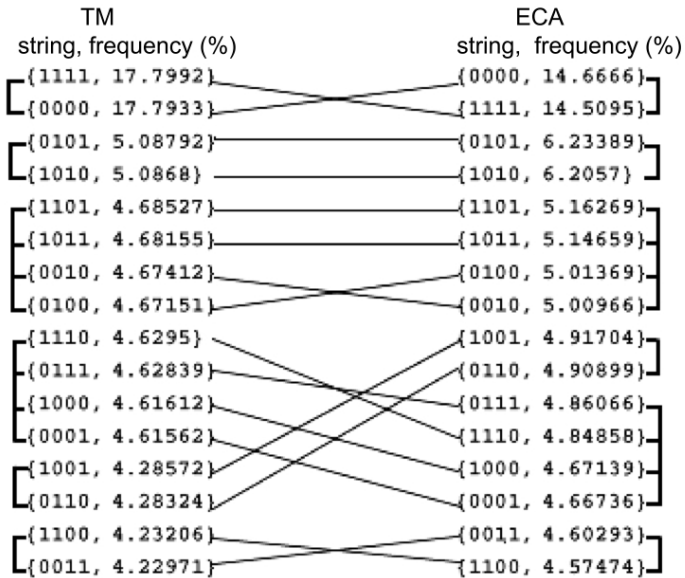 TM ECA
string, frequency (%) string, frequency (%)
{1111, 17.7992} {0000, 14.6666}
{0000, 17.7933} {1111, 14.5095}
{0101, 5.08792} {0101, 6.23389}
{1010, 5.0868} {1010, 6.2057}
{1101, 4.68527} {1101, 5.16269}
{1011, 4.68155} {1011, 5.14659}
{0010, 4.67412} {0100, 5.01369}
{0100, 4.67151} {0010, 5.00966}
{1110, 4.6295} {1001, 4.91704}
{0111, 4.62839} {0110, 4.90899}
{1000, 4.61612} {0111, 4.86066}
{0001, 4.61562} {1110, 4.84858}
{1001, 4.28572} {1000, 4.67139}
{0110, 4.28324} {0001, 4.66736}
{1100, 4.23206} {0011, 4.60293}
{0011, 4.22971} {1100, 4.57474}